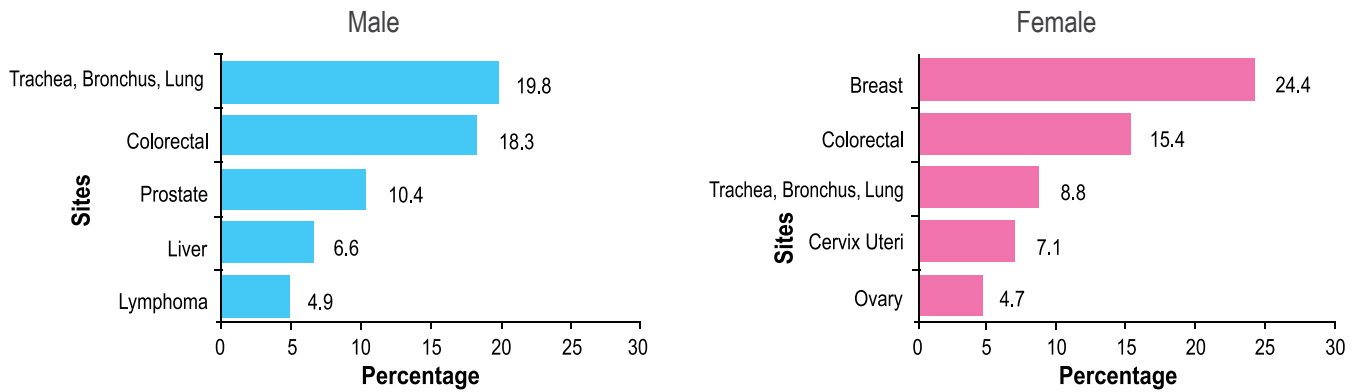 Male
Trachea, Bronchus, Lung
19.8
Colorectal
18.3
Prostate
10.4
Liver
6.6
Lymphoma
4.9
Sites
0 5 10 15 20 25 30
Percentage
Female
Breast
24.4
Colorectal
15.4
Trachea, Bronchus, Lung
8.8
Cervix Uteri
7.1
Ovary
4.7
Sites
0 5 10 15 20 25 30
Percentage